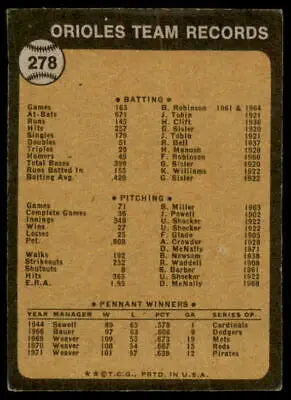 ORIOLES TEAM RECORDS
278
★ BATTING ★
Games 163 B. Robinson 1961 & 1964
At-Bats 671 J. Tobin 1921
Runs 145 H. Clift 1936
Hits 257 G. Sisler 1920
Singles 179 J. Tobin 1921
Doubles 51 B. Bell 1937
Triples 20 H. Manush 1928
Homers 49 F. Robinson 1966
Total Bases 399 G. Sisler 1920
Runs Batted In 155 K. Williams 1922
Batting Avg. .420 G. Sisler 1922
★ PITCHING ★
Games 71 S. Miller 1963
Complete Games 36 J. Powell 1902
Innings 348 U. Shocker 1922
Wins 27 U. Shocker 1922
Losses 25 F. Glade 1905
Pct. .808 A. Crowder 1928
D. McNally 1971
Walks 192 B. Newsom 1938
Strikeouts 232 R. Waddell 1908
Shutouts 8 S. Barber 1961
Hits 365 U. Shocker 1922
E.R.A. 1.95 D. McNally 1968
PENNANT WINNERS
YEAR MANAGER W L PCT GA SERIES OP.
1944 Sewell 89 65 .578 1 Cardinals
1966 Bauer 97 63 .606 9 Dodgers
1969 Weaver 109 53 .673 19 Mets
1970 Weaver 108 54 .667 15 Reds
1971 Weaver 101 57 .639 12 Pirates
★★©T.C.G., PRTD. IN U.S.A.